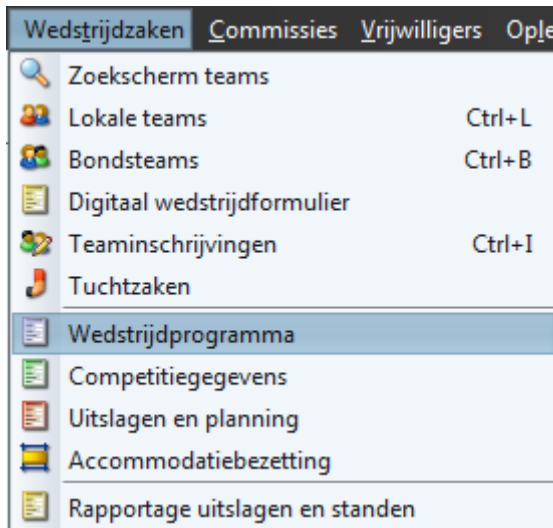 Wedstrijdzaken Commissies Vrijwilligers
Zoekscherm teams
Lokale teams Ctrl+L
Bondsteams Ctrl+B
Digitaal wedstrijdformulier
Teaminschrijvingen Ctrl+I
Tuchtzaken
Wedstrijdprogramma
Competitiegegevens
Uitslagen en planning
Accommodatiebezetting
Rapportage uitslagen en standen